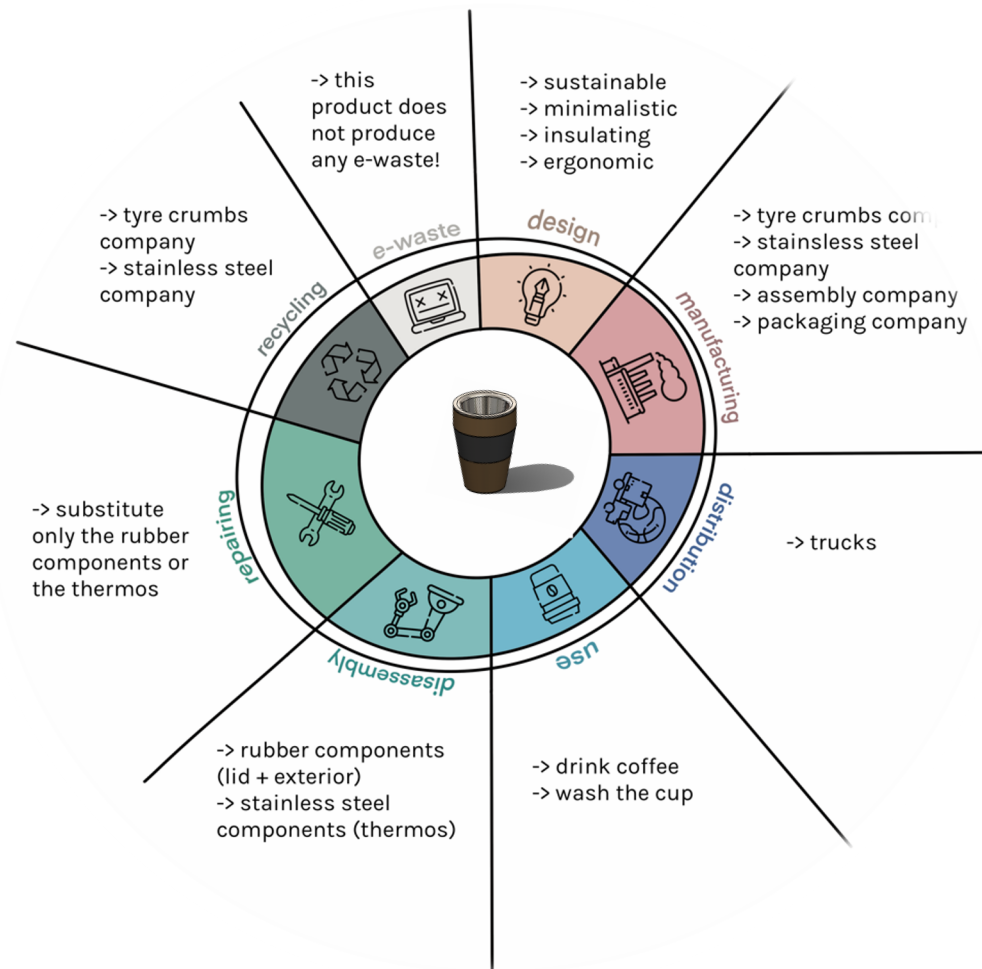 -> this
product does
not produce
any e-waste!
-> sustainable
-> minimalistic
-> insulating
-> ergonomic
-> tyre crumbs
company
-> stainless steel
company
-> tyre crumbs com
-> stainsless steel
company
-> assembly company
-> packaging company
e-waste
design
recycling
manufacturing
-> substitute
only the rubber
components or
the thermos
repairing
distribution
-> trucks
disassembly
use
-> rubber components
(lid + exterior)
-> stainless steel
components (thermos)
-> drink coffee
-> wash the cup